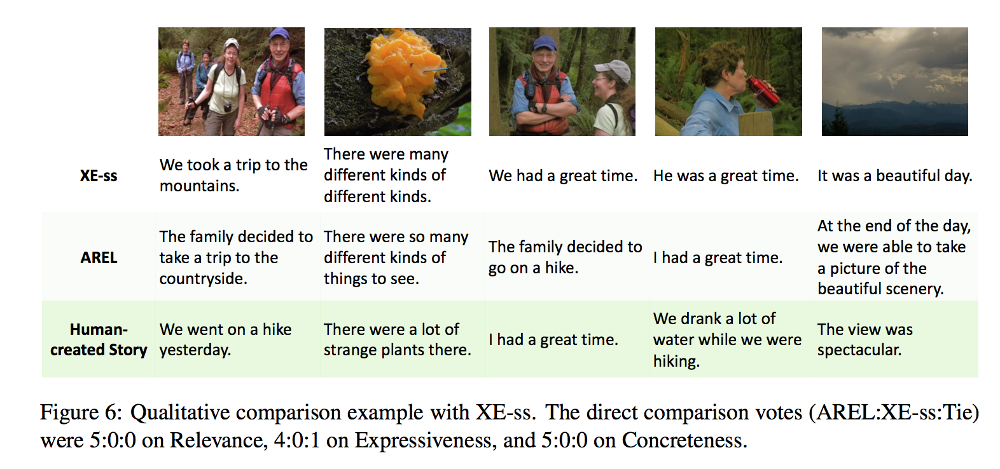 XE-ss
We took a trip to the
mountains.
There were many
different kinds of
different kinds.
We had a great time.
He was a great time.
It was a beautiful day.
AREL
The family decided to
take a trip to the
countryside.
There were so many
different kinds of
things to see.
The family decided to
go on a hike.
I had a great time.
At the end of the day,
we were able to take
a picture of the
beautiful scenery.
Human-
created Story
We went on a hike
yesterday.
There were a lot of
strange plants there.
I had a great time.
We drank a lot of
water while we were
hiking.
The view was
spectacular.
Figure 6: Qualitative comparison example with XE-ss. The direct comparison votes (AREL:XE-ss:Tie)
were 5:0:0 on Relevance, 4:0:1 on Expressiveness, and 5:0:0 on Concreteness.